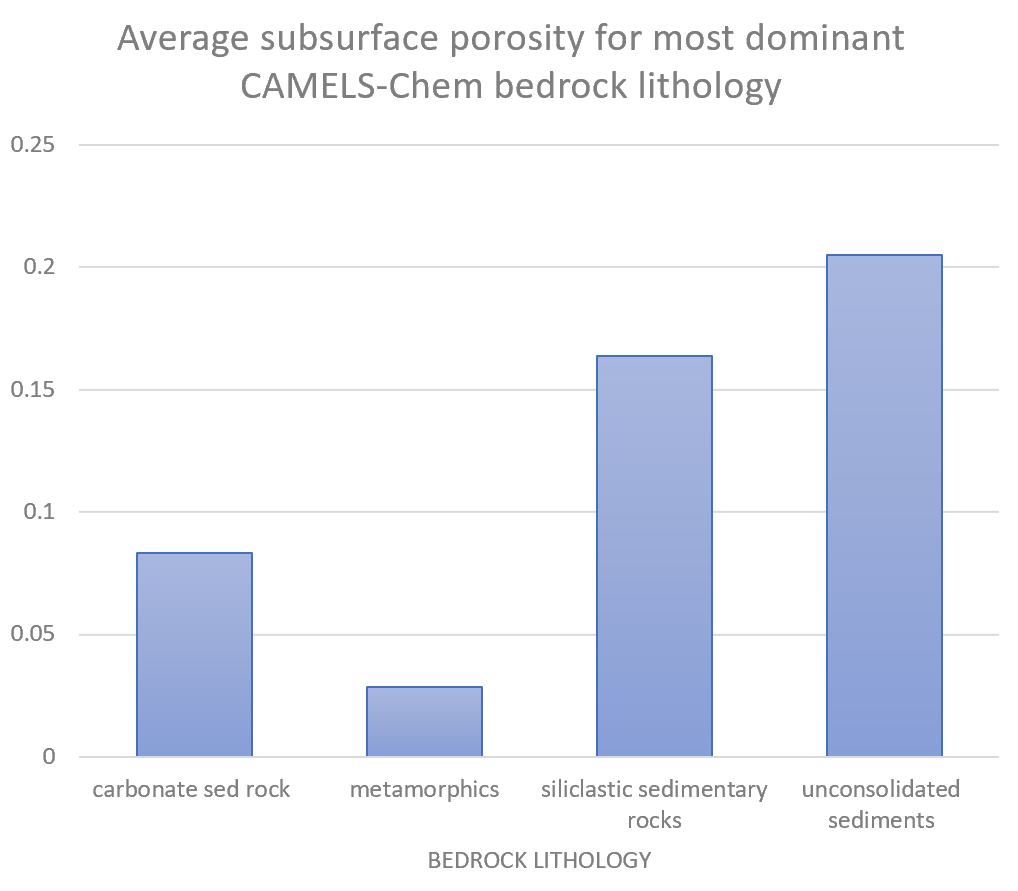 Average subsurface porosity for most dominant
CAMELS-Chem bedrock lithology
0.25
0.2
0.15
0.1
0.05
0
carbonate sed rock
metamorphics
siliclastic sedimentary
rocks
unconsolidated
sediments
BEDROCK LITHOLOGY